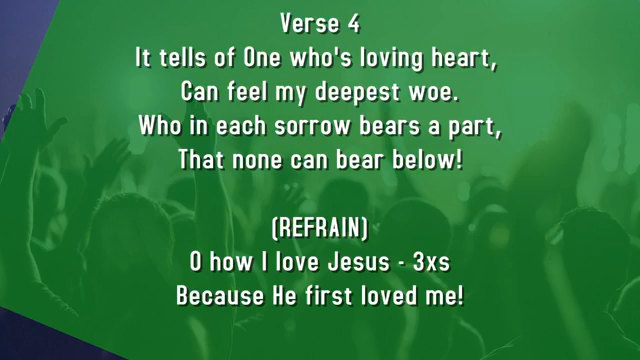 Verse 4
It tells of One who's loving heart,
Can feel my deepest woe.
Who in each sorrow bears a part,
That none can bear below!
(REFRAIN)
O how I love Jesus - 3xs
Because He first loved me!